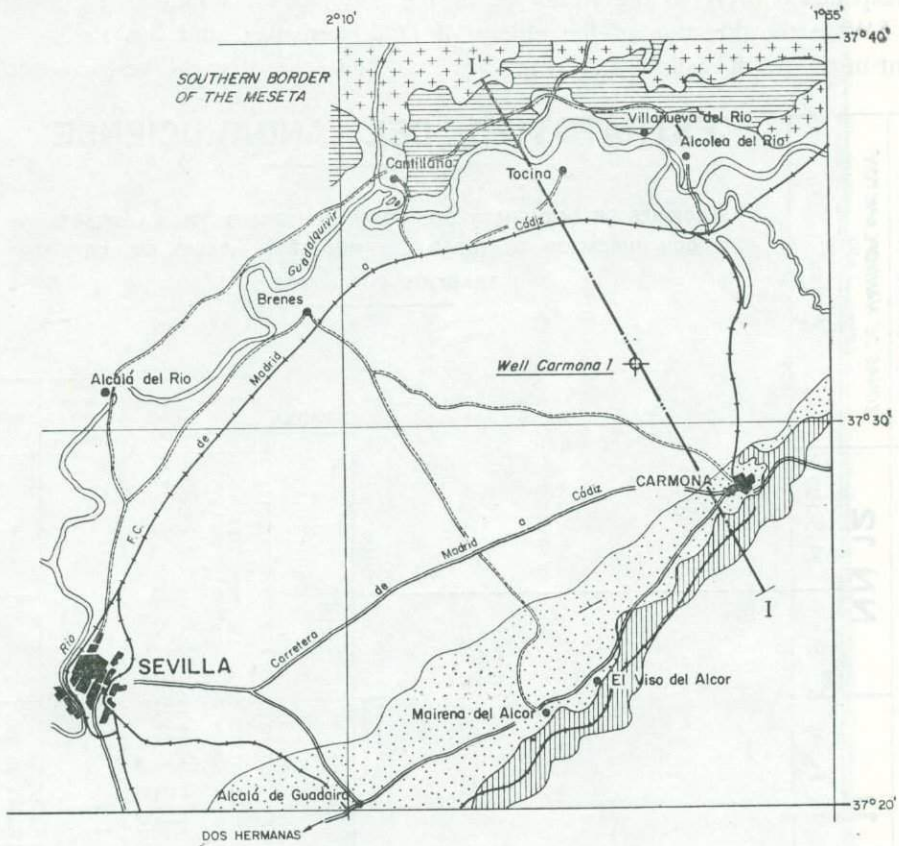 2° 10'
1° 55'
37° 40'
SOUTHERN BORDER
OF THE MESETA
I'
Villanueva del Rio
Alcolea del Ria
Cantillana
Tocina
Cádiz
Guadalquivir
a
Brenes
Madrid
Well Carmona 1
Alcalá del Rio
37° 30'
de
CARMONA
Cádiz
a
F.C.
Madrid
de
I
Rio
Carretera
SEVILLA
El Viso del Alcor
Mairena del Alcor
Alcalá de Guadaira
37° 20'
DOS HERMANAS